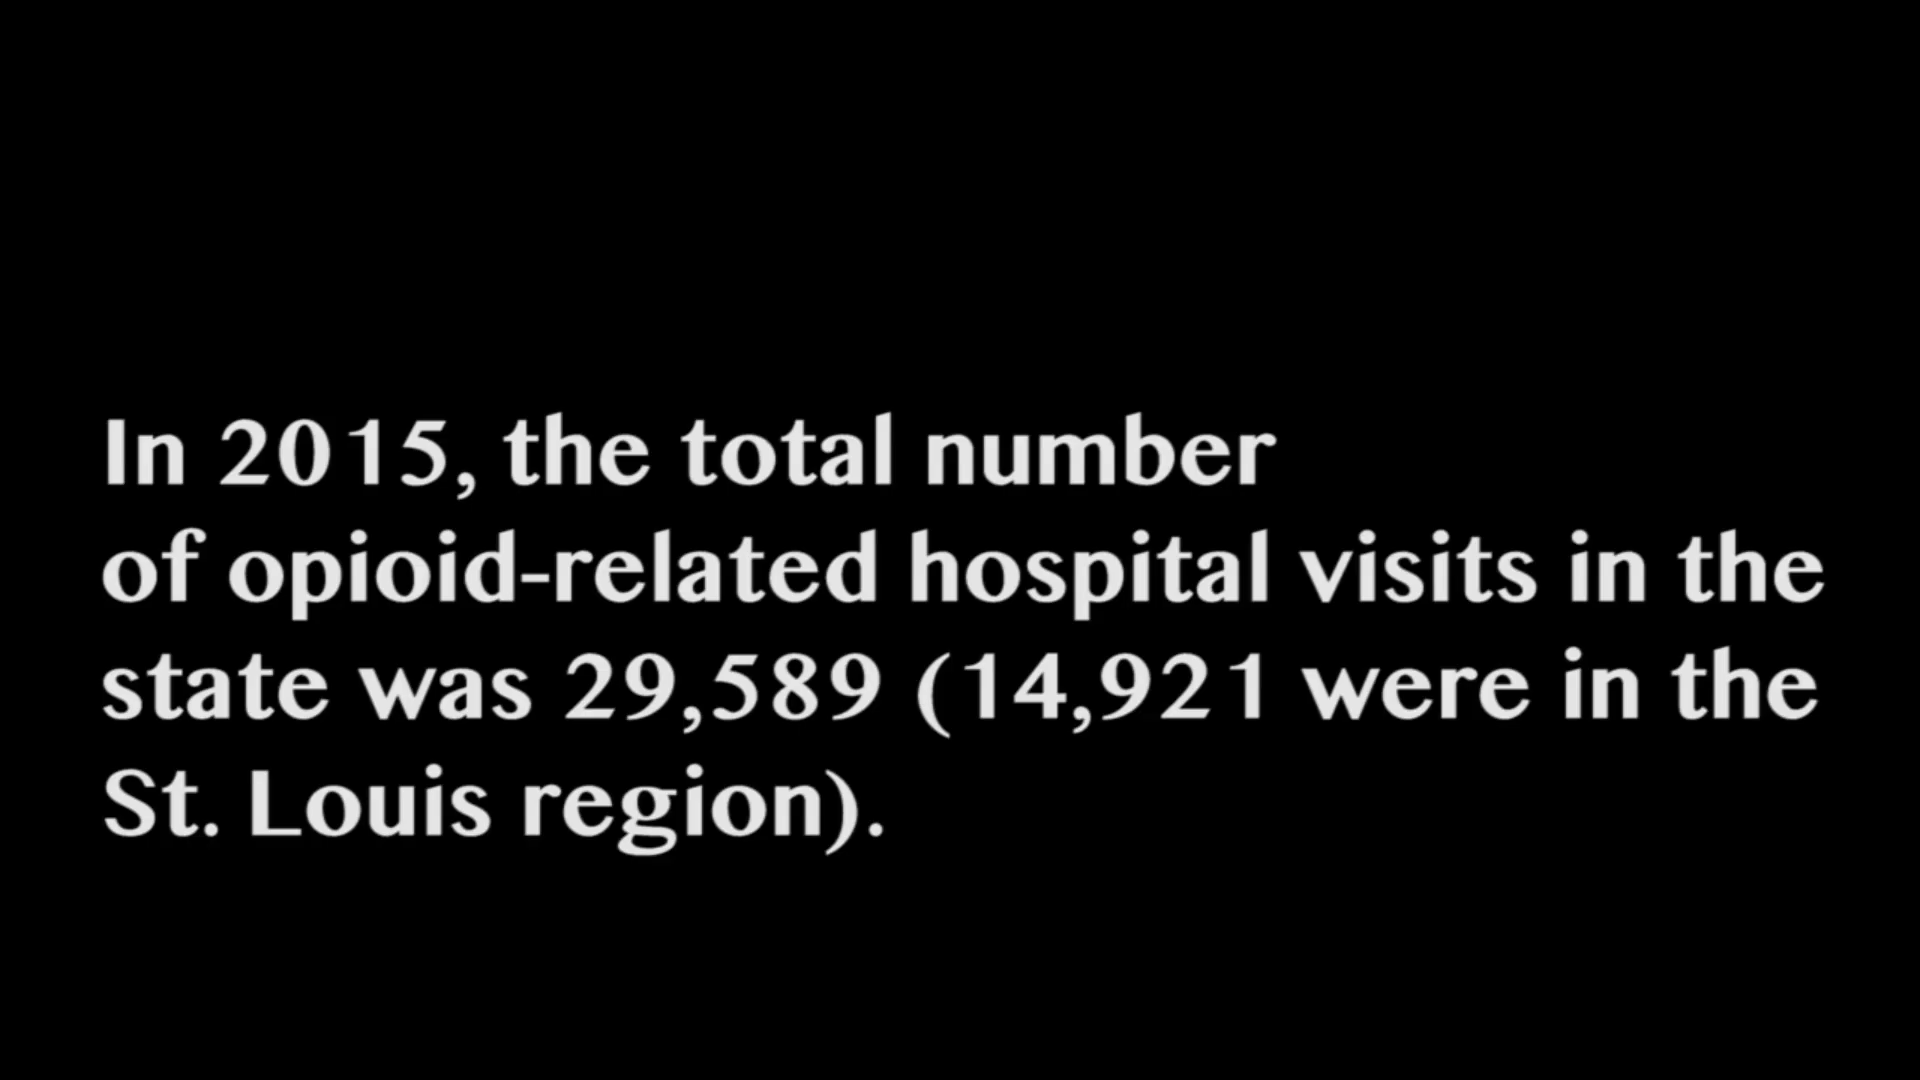 In 2015, the total number
of opioid-related hospital visits in the
state was 29,589 (14,921 were in the
St. Louis region).